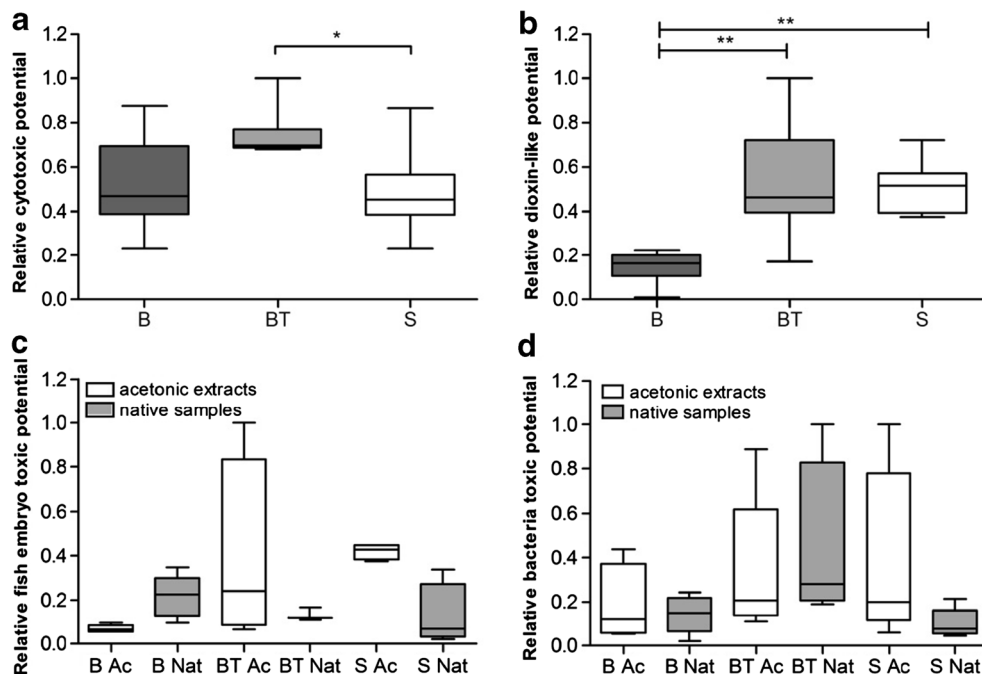 a
Relative cytotoxic potential
1.2
1.0
0.8
0.6
0.4
0.2
0.0
*
B BT S
b
Relative dioxin-like potential
1.2
1.0
0.8
0.6
0.4
0.2
0.0
**
**
B BT S
c
Relative fish embryo toxic potential
1.2
1.0
0.8
0.6
0.4
0.2
0.0
acetonic extracts
native samples
B Ac B Nat BT Ac BT Nat S Ac S Nat
d
Relative bacteria toxic potential
1.2
1.0
0.8
0.6
0.4
0.2
0.0
acetonic extracts
native samples
B Ac B Nat BT Ac BT Nat S Ac S Nat